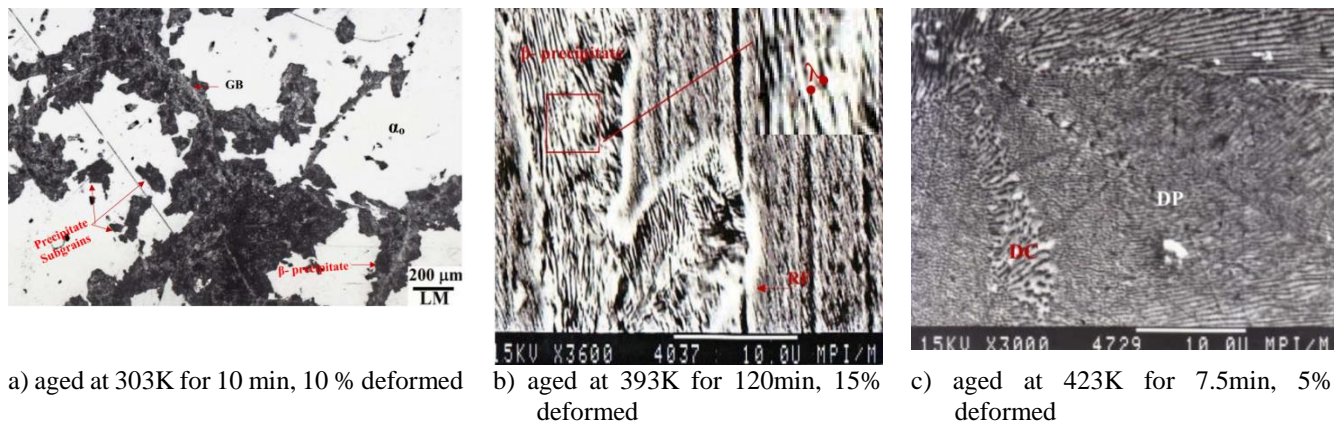 GB
α₀
Precipitate
Subgrains
β- precipitate
200 µm
LM
β- precipitate
λ
RF
15KV X3600 4037 10.0U MPI/M
DP
DC
15KV X3000 4729 10.0U MPI/M
a) aged at 303K for 10 min, 10 % deformed
b) aged at 393K for 120min, 15%
deformed
c) aged at 423K for 7.5min, 5%
deformed